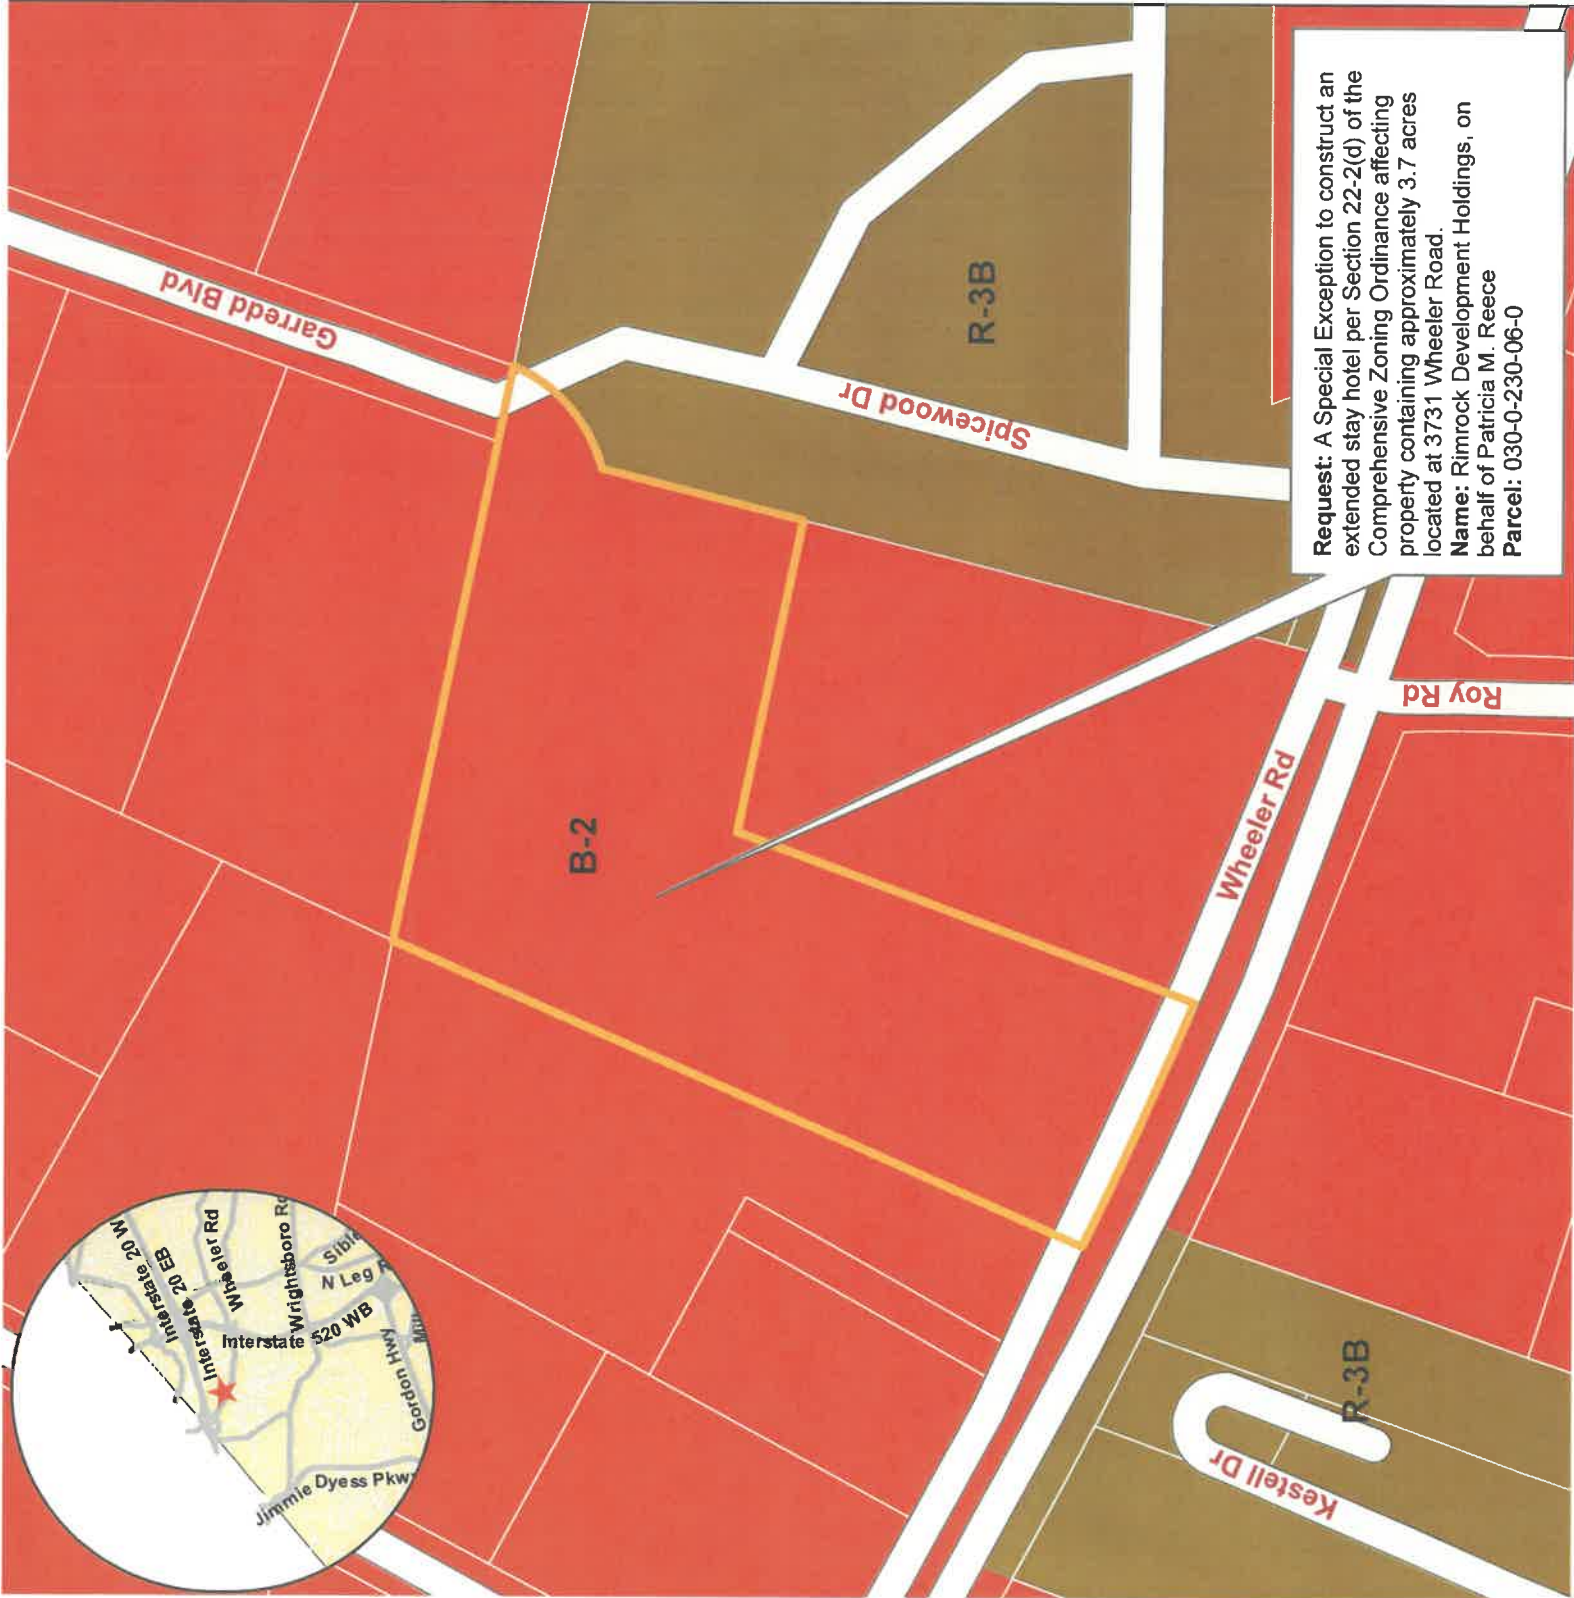 Garredd Blvd
Spicewood Dr
R-3B
B-2
Wheeler Rd
Roy Rd
R-3B
Kestell Dr
Request: A Special Exception to construct an
extended stay hotel per Section 22-2(d) of the
Comprehensive Zoning Ordinance affecting
property containing approximately 3.7 acres
located at 3731 Wheeler Road.
Name: Rimrock Development Holdings, on
behalf of Patricia M. Reece
Parcel: 030-0-230-06-0
Interstate 20 W
Interstate 20 EB
Wheeler Rd
Wrightsboro Rd
Interstate 520 WB
N Leg R
Gordon Hwy
Jimmie Dyess Pkwy